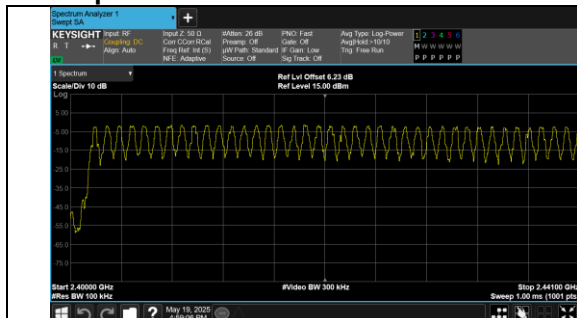 Spectrum Analyzer 1
Swept SA
+
KEYSIGHT Input: RF Input Z: 50 Ω #Atten: 26 dB PNO: Fast Avg Type: Log-Power 1 2 3 4 5 6
R T Coupling: DC Corr CCorr RCal Preamp: Off Gate: Off Avg|Hold:>10/10 M W W W W W
Align: Auto Freq Ref: Int (S) µW Path: Standard IF Gain: Low Trig: Free Run P P P P P P
NFE: Adaptive Source: Off Sig Track: Off
1 Spectrum
Ref Lvl Offset 6.23 dB
Scale/Div 10 dB Ref Level 15.00 dBm
Log
5.00
-5.00
-15.0
-25.0
-35.0
-45.0
-55.0
-65.0
-75.0
Start 2.40000 GHz #Video BW 300 kHz Stop 2.44100 GHz
#Res BW 100 kHz Sweep 1.00 ms (1001 pts)
? May 19, 2025
4:59:06 PM